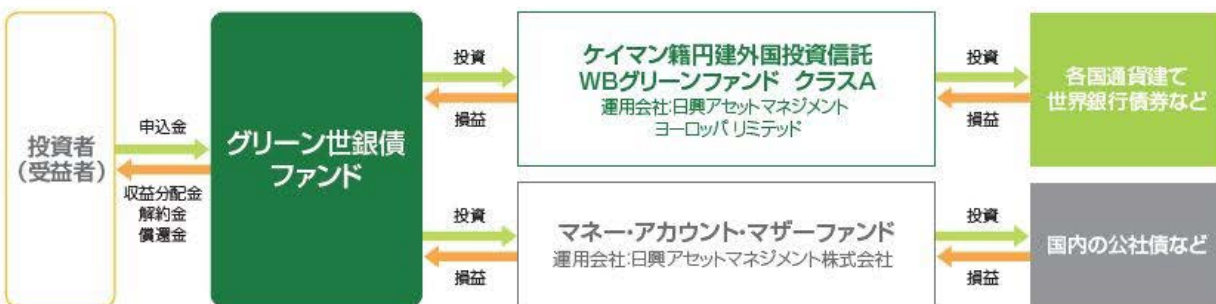 投資者
(受益者)
申込金
収益分配金
解約金
償還金
グリーン世銀債
ファンド
投資
損益
ケイマン籍円建外国投資信託
WBグリーンファンド クラスA
運用会社:日興アセットマネジメント
ヨーロッパ リミテッド
投資
損益
各国通貨建て
世界銀行債券など
投資
損益
マネー・アカウント・マザーファンド
運用会社:日興アセットマネジメント株式会社
投資
損益
国内の公社債など